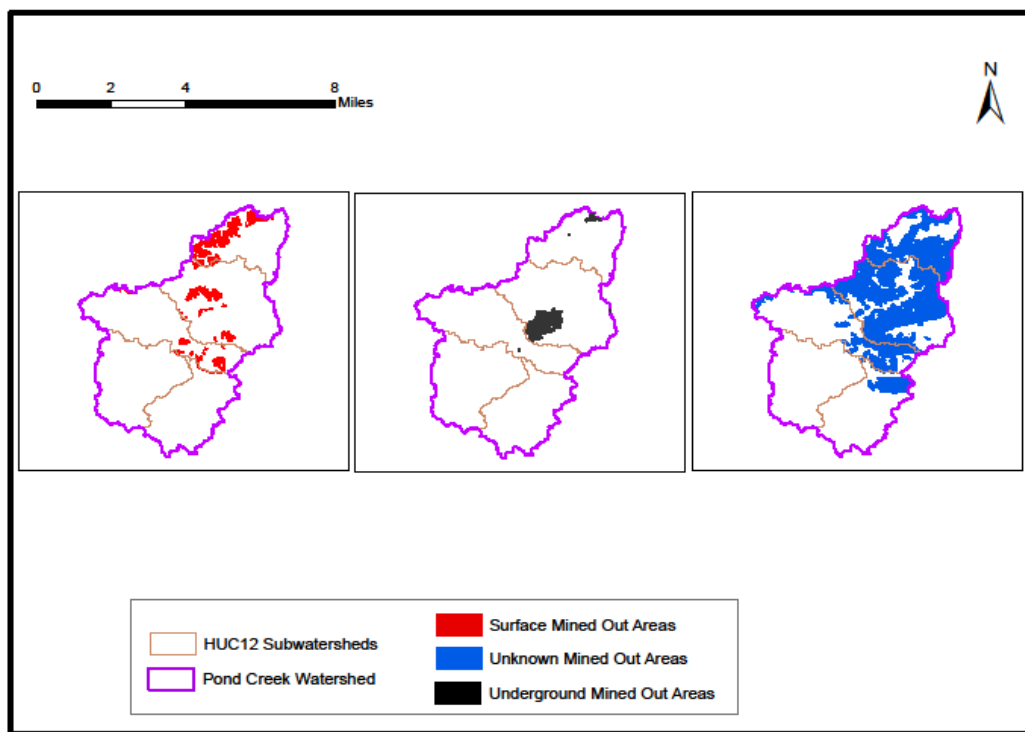 0 2 4 8
Miles
N
HUC12 Subwatersheds
Pond Creek Watershed
Surface Mined Out Areas
Unknown Mined Out Areas
Underground Mined Out Areas